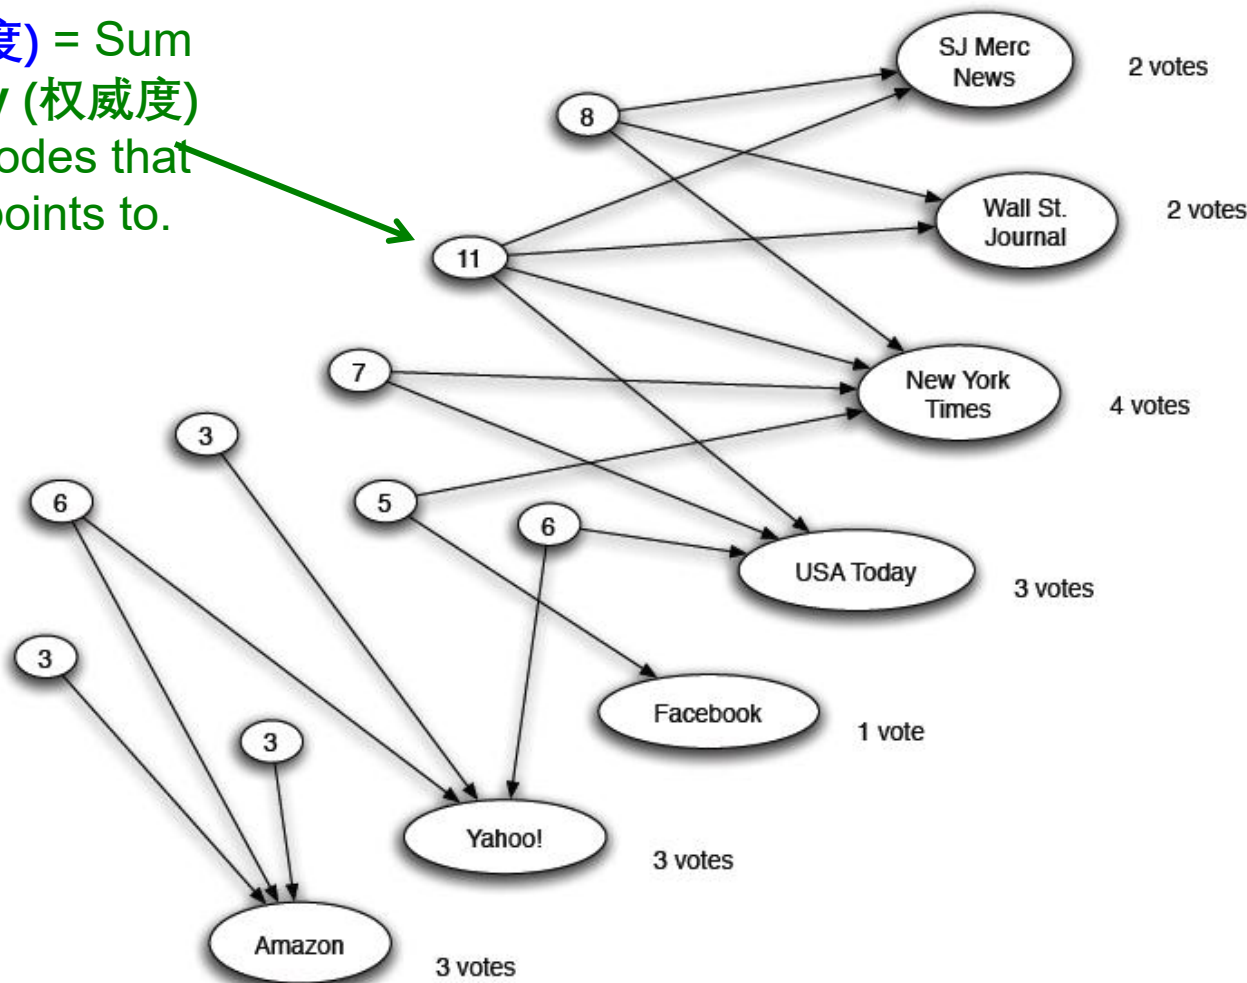 度) = Sum
y (权威度)
odes that
points to.
SJ Merc
News
2 votes
8
Wall St.
Journal
2 votes
11
7
New York
Times
4 votes
3
6
5
6
USA Today
3 votes
3
Facebook
1 vote
3
Yahoo!
3 votes
Amazon
3 votes